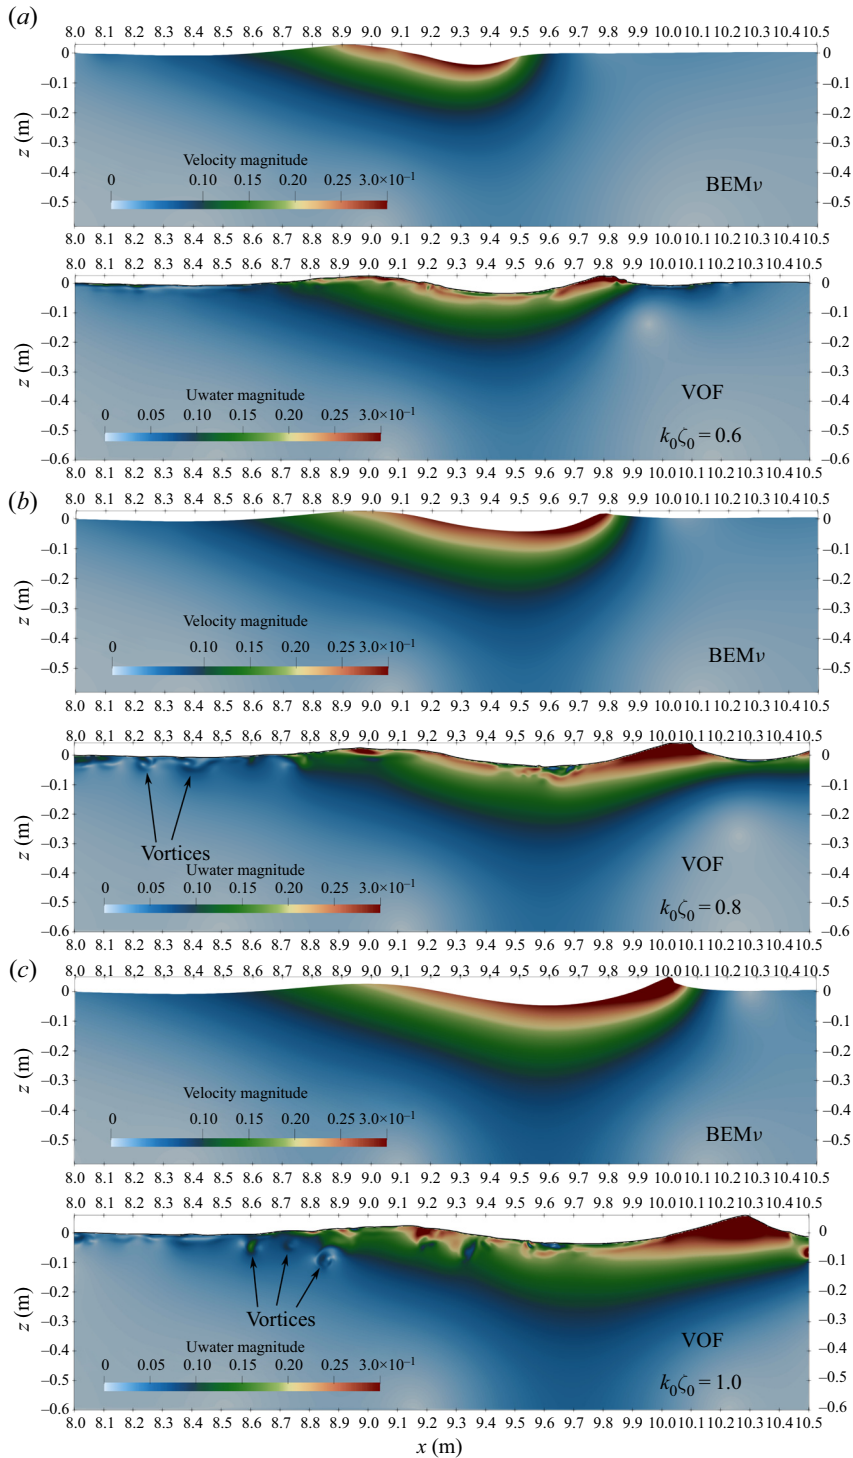 (a)
8.0 8.1 8.2 8.3 8.4 8.5 8.6 8.7 8.8 8.9 9.0 9.1 9.2 9.3 9.4 9.5 9.6 9.7 9.8 9.9 10.0 10.1 10.2 10.3 10.4 10.5
0 0
–0.1 –0.1
–0.2 –0.2
–0.3 –0.3
–0.4 –0.4
–0.5 –0.5
z (m)
Velocity magnitude
0 0.10 0.15 0.20 0.25 3.0×10⁻¹
BEMν
8.0 8.1 8.2 8.3 8.4 8.5 8.6 8.7 8.8 8.9 9.0 9.1 9.2 9.3 9.4 9.5 9.6 9.7 9.8 9.9 10.0 10.1 10.2 10.3 10.4 10.5
8.0 8.1 8.2 8.3 8.4 8.5 8.6 8.7 8.8 8.9 9.0 9.1 9.2 9.3 9.4 9.5 9.6 9.7 9.8 9.9 10.0 10.1 10.2 10.3 10.4 10.5
0 0
–0.1 –0.1
–0.2 –0.2
–0.3 –0.3
–0.4 –0.4
–0.5 –0.5
–0.6 –0.6
z (m)
Uwater magnitude
0 0.05 0.10 0.15 0.20 0.25 3.0×10⁻¹
VOF
k₀ζ₀ = 0.6
8.0 8.1 8.2 8.3 8.4 8.5 8.6 8.7 8.8 8.9 9.0 9.1 9.2 9.3 9.4 9.5 9.6 9.7 9.8 9.9 10.0 10.1 10.2 10.3 10.4 10.5
(b)
8.0 8.1 8.2 8.3 8.4 8.5 8.6 8.7 8.8 8.9 9.0 9.1 9.2 9.3 9.4 9.5 9.6 9.7 9.8 9.9 10.0 10.1 10.2 10.3 10.4 10.5
0 0
–0.1 –0.1
–0.2 –0.2
–0.3 –0.3
–0.4 –0.4
–0.5 –0.5
z (m)
Velocity magnitude
0 0.10 0.15 0.20 0.25 3.0×10⁻¹
BEMν
8.0 8.1 8.2 8.3 8.4 8.5 8.6 8.7 8.8 8.9 9.0 9.1 9.2 9.3 9.4 9.5 9.6 9.7 9.8 9.9 10.0 10.1 10.2 10.3 10.4 10.5
8.0 8.1 8.2 8.3 8.4 8.5 8.6 8.7 8.8 8.9 9.0 9.1 9.2 9.3 9.4 9.5 9.6 9.7 9.8 9.9 10.0 10.1 10.2 10.3 10.4 10.5
0 0
–0.1 –0.1
–0.2 –0.2
–0.3 –0.3
–0.4 –0.4
–0.5 –0.5
–0.6 –0.6
z (m)
Vortices
Uwater magnitude
0 0.05 0.10 0.15 0.20 0.25 3.0×10⁻¹
VOF
k₀ζ₀ = 0.8
8.0 8.1 8.2 8.3 8.4 8.5 8.6 8.7 8.8 8.9 9.0 9.1 9.2 9.3 9.4 9.5 9.6 9.7 9.8 9.9 10.0 10.1 10.2 10.3 10.4 10.5
(c)
8.0 8.1 8.2 8.3 8.4 8.5 8.6 8.7 8.8 8.9 9.0 9.1 9.2 9.3 9.4 9.5 9.6 9.7 9.8 9.9 10.0 10.1 10.2 10.3 10.4 10.5
0 0
–0.1 –0.1
–0.2 –0.2
–0.3 –0.3
–0.4 –0.4
–0.5 –0.5
z (m)
Velocity magnitude
0 0.10 0.15 0.20 0.25 3.0×10⁻¹
BEMν
8.0 8.1 8.2 8.3 8.4 8.5 8.6 8.7 8.8 8.9 9.0 9.1 9.2 9.3 9.4 9.5 9.6 9.7 9.8 9.9 10.0 10.1 10.2 10.3 10.4 10.5
8.0 8.1 8.2 8.3 8.4 8.5 8.6 8.7 8.8 8.9 9.0 9.1 9.2 9.3 9.4 9.5 9.6 9.7 9.8 9.9 10.0 10.1 10.2 10.3 10.4 10.5
0 0
–0.1 –0.1
–0.2 –0.2
–0.3 –0.3
–0.4 –0.4
–0.5 –0.5
–0.6 –0.6
z (m)
Vortices
Uwater magnitude
0 0.05 0.10 0.15 0.20 0.25 3.0×10⁻¹
VOF
k₀ζ₀ = 1.0
8.0 8.1 8.2 8.3 8.4 8.5 8.6 8.7 8.8 8.9 9.0 9.1 9.2 9.3 9.4 9.5 9.6 9.7 9.8 9.9 10.0 10.1 10.2 10.3 10.4 10.5
x (m)